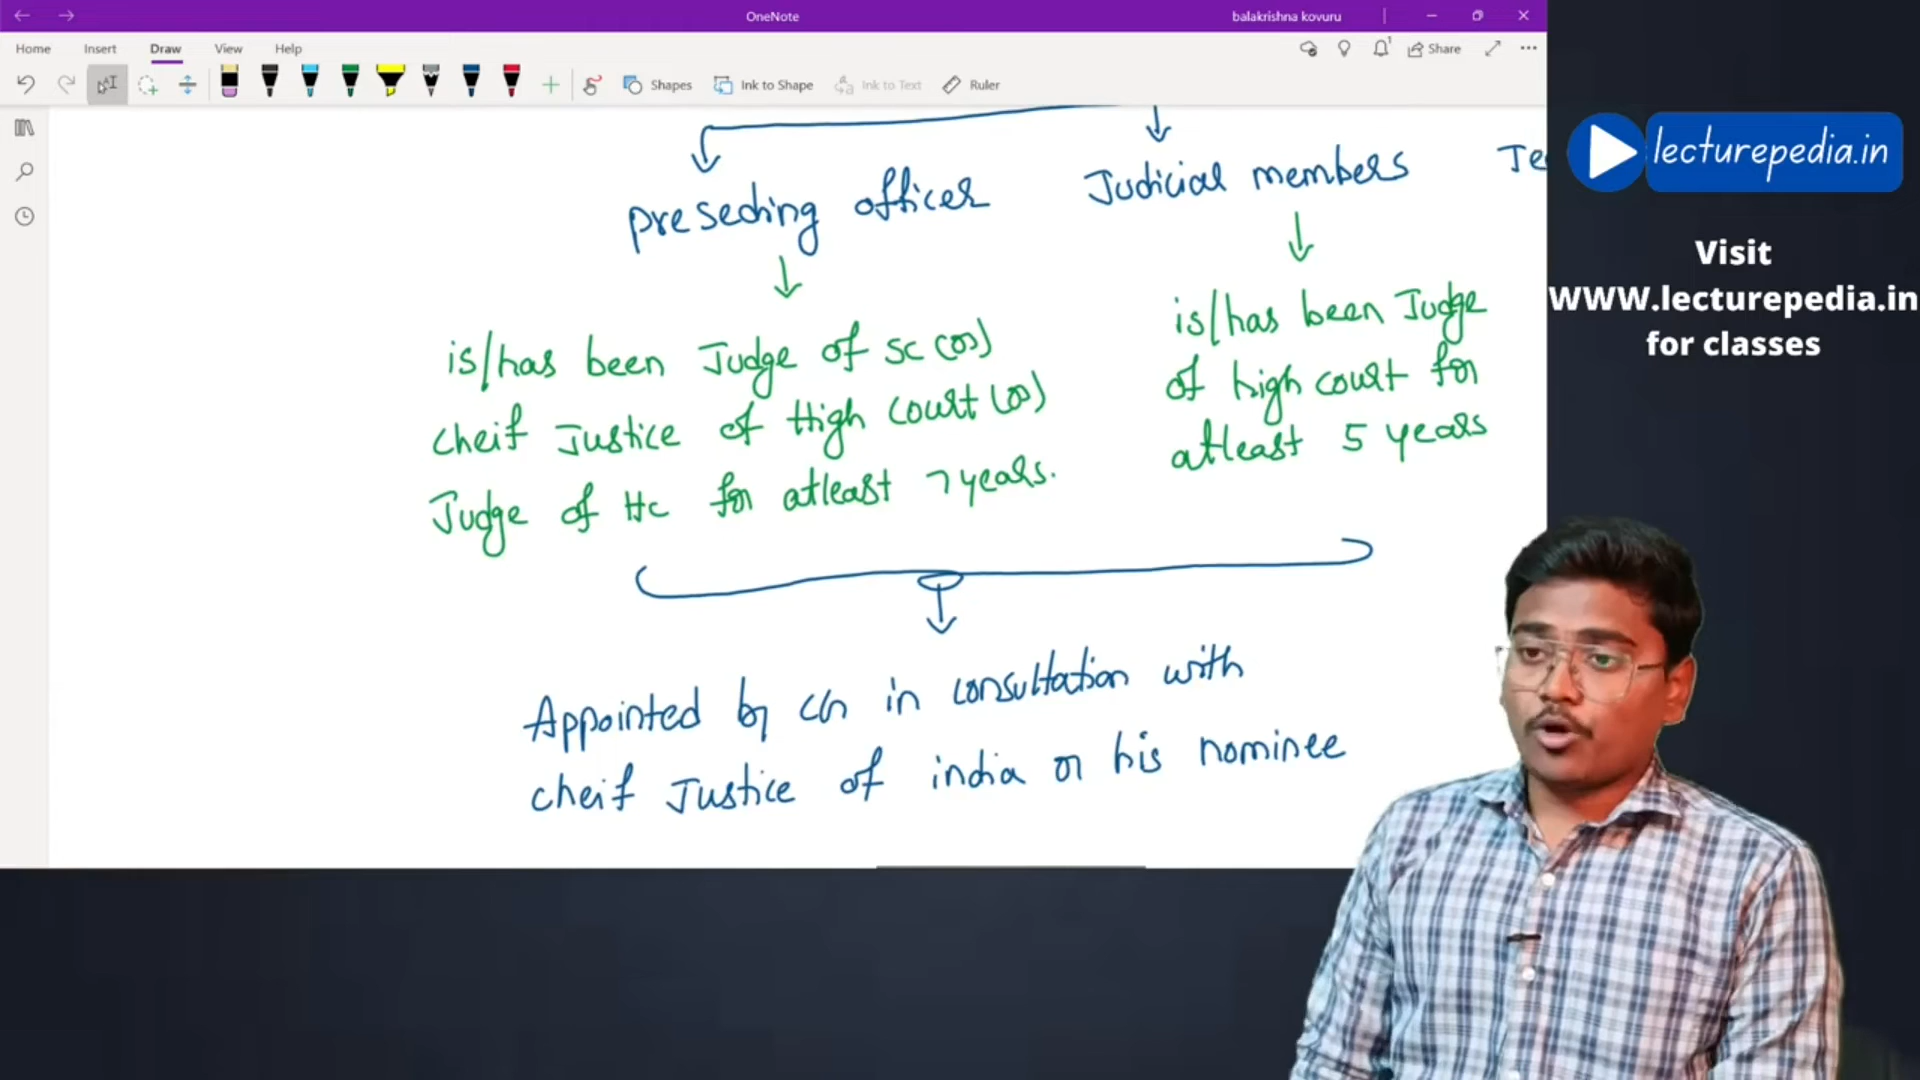 OneNote
balakrishna kovuru
Home Insert Draw View Help
Share
Shapes Ink to Shape Ink to Text Ruler
preseding officer
Judicial members
Te
is/has been Judge of SC (or)
cheif Justice of High court (or)
Judge of HC for atleast 7 years.
is/has been Judge
of high court for
atleast 5 years
Appointed by CG in consultation with
cheif Justice of india or his nominee
lecturepedia.in
Visit
WWW.lecturepedia.in
for classes